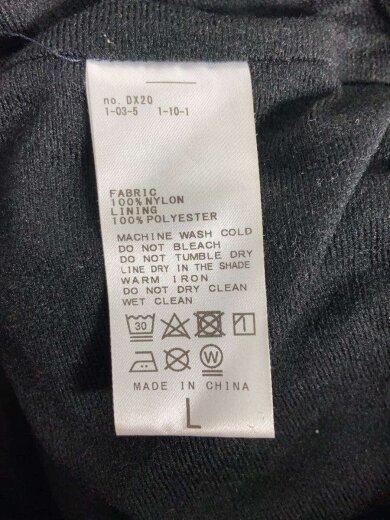 no. DX20
1-03-5 1-10-1
FABRIC
100%NYLON
LINING
100%POLYESTER
MACHINE WASH COLD
DO NOT BLEACH
DO NOT TUMBLE DRY
LINE DRY IN THE SHADE
WARM IRON
DO NOT DRY CLEAN
WET CLEAN
30
W
MADE IN CHINA
L